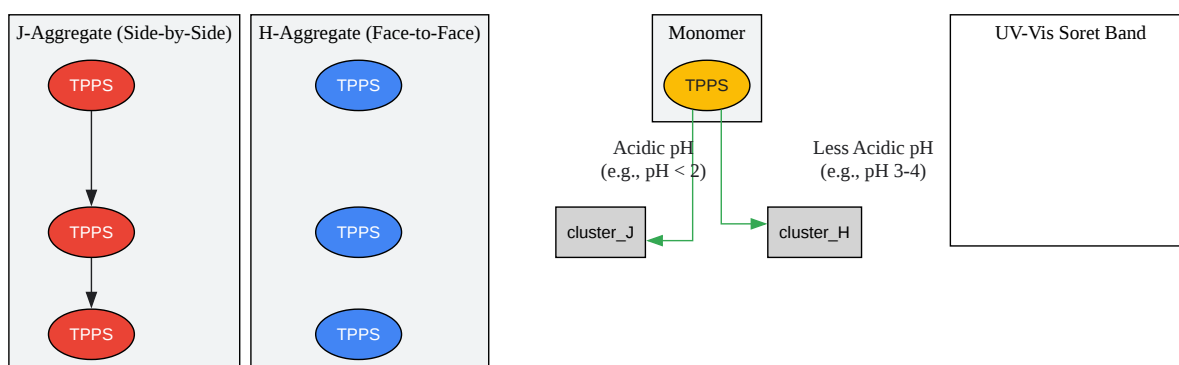 J-Aggregate (Side-by-Side)
TPPS
TPPS
TPPS
H-Aggregate (Face-to-Face)
TPPS
TPPS
TPPS
Monomer
TPPS
Acidic pH
(e.g., pH < 2)
Less Acidic pH
(e.g., pH 3-4)
cluster_J
cluster_H
UV-Vis Soret Band